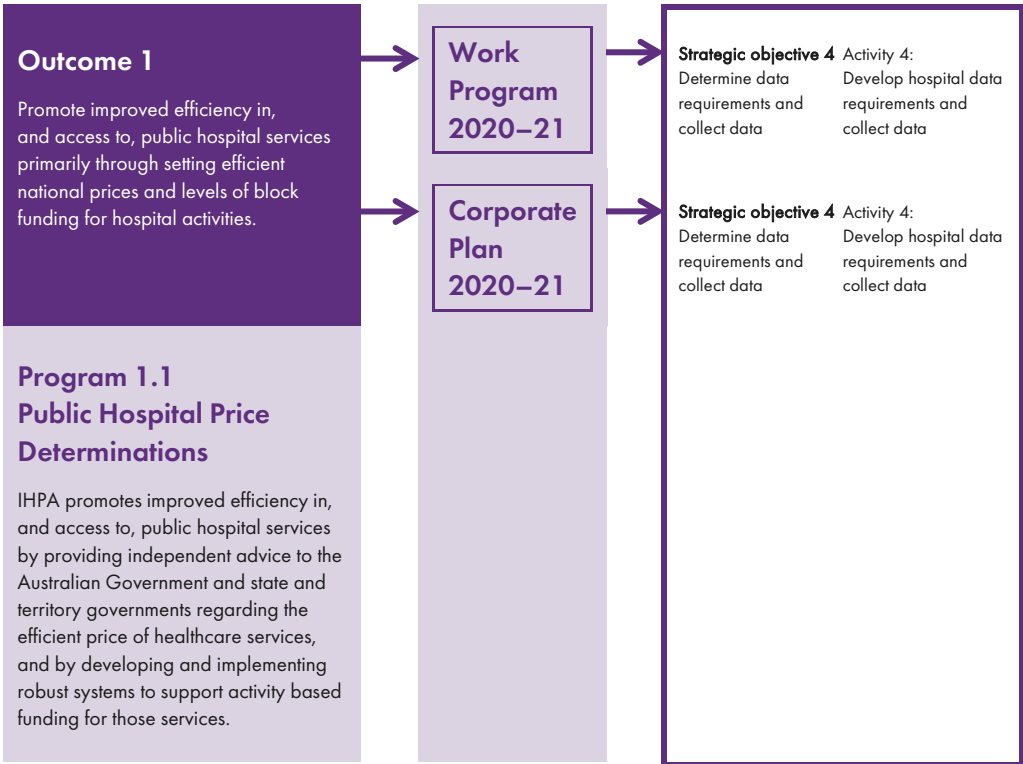 Outcome 1
Promote improved efficiency in,
and access to, public hospital services
primarily through setting efficient
national prices and levels of block
funding for hospital activities.
Program 1.1
Public Hospital Price
Determinations
IHPA promotes improved efficiency in,
and access to, public hospital services
by providing independent advice to the
Australian Government and state and
territory governments regarding the
efficient price of healthcare services,
and by developing and implementing
robust systems to support activity based
funding for those services.
Work
Program
2020–21
Corporate
Plan
2020–21
Strategic objective 4
Determine data
requirements and
collect data
Activity 4:
Develop hospital data
requirements and
collect data
Strategic objective 4
Determine data
requirements and
collect data
Activity 4:
Develop hospital data
requirements and
collect data